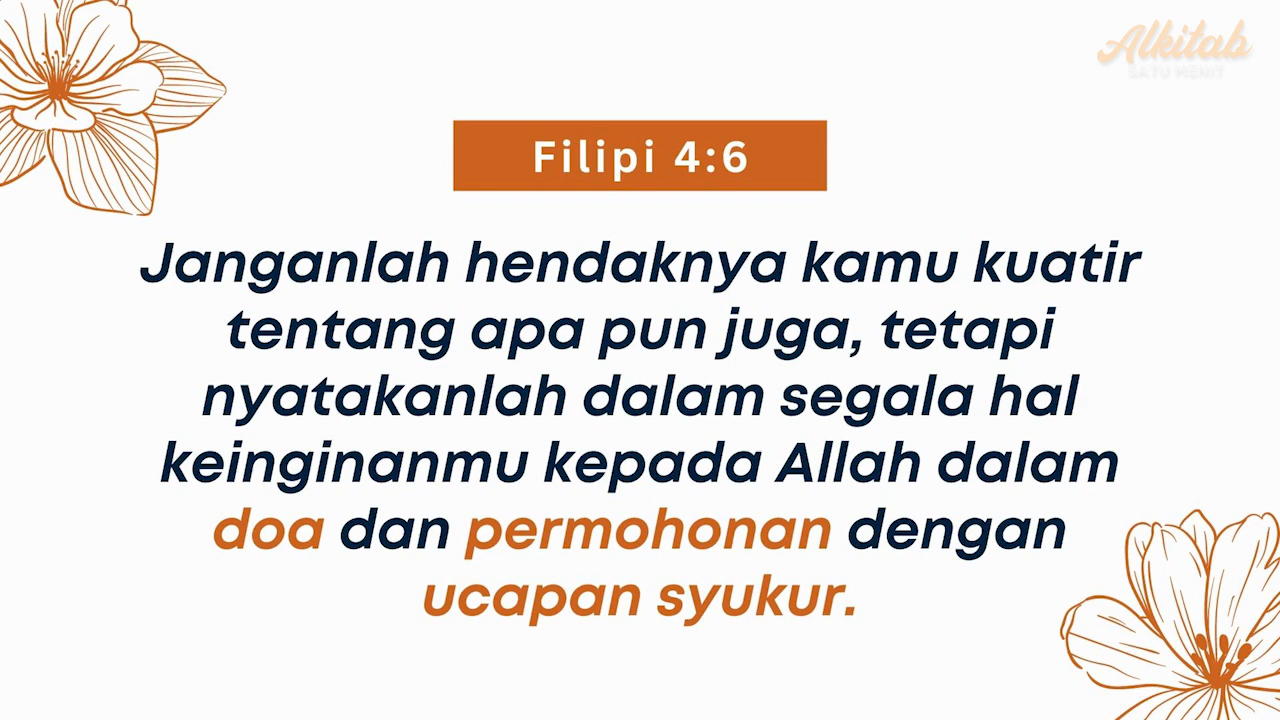 Alkitab
SATU MENIT
Filipi 4:6
Janganlah hendaknya kamu kuatir
tentang apa pun juga, tetapi
nyatakanlah dalam segala hal
keinginanmu kepada Allah dalam
doa dan permohonan dengan
ucapan syukur.